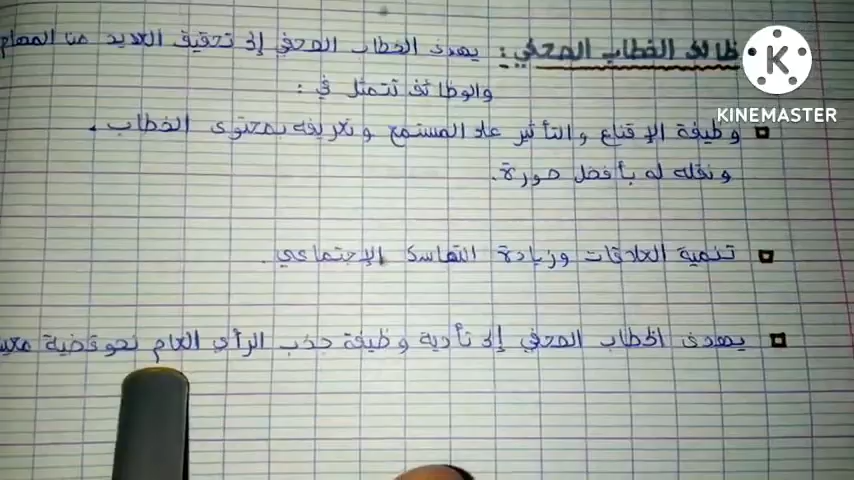 وظائف الخطاب الصحفي: يهدف الخطاب الصحفي إلى تحقيق العديد من المهام
والوظائف تتمثل في :
وظيفة الإقناع والتأثير على المستمع وتعريفه بمحتوى الخطاب.
ونقله له بأفضل صورة.
تنمية العلاقات وزيادة التماسك الإجتماعي.
يهدف الخطاب الصحفي إلى تأدية وظيفة جذب الرأي العام نحو قضية
K
KINEMASTER